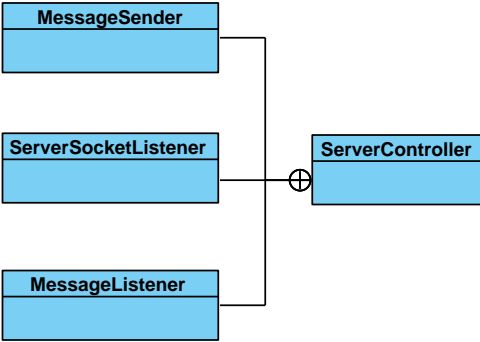 MessageSender
ServerSocketListener
ServerController
MessageListener